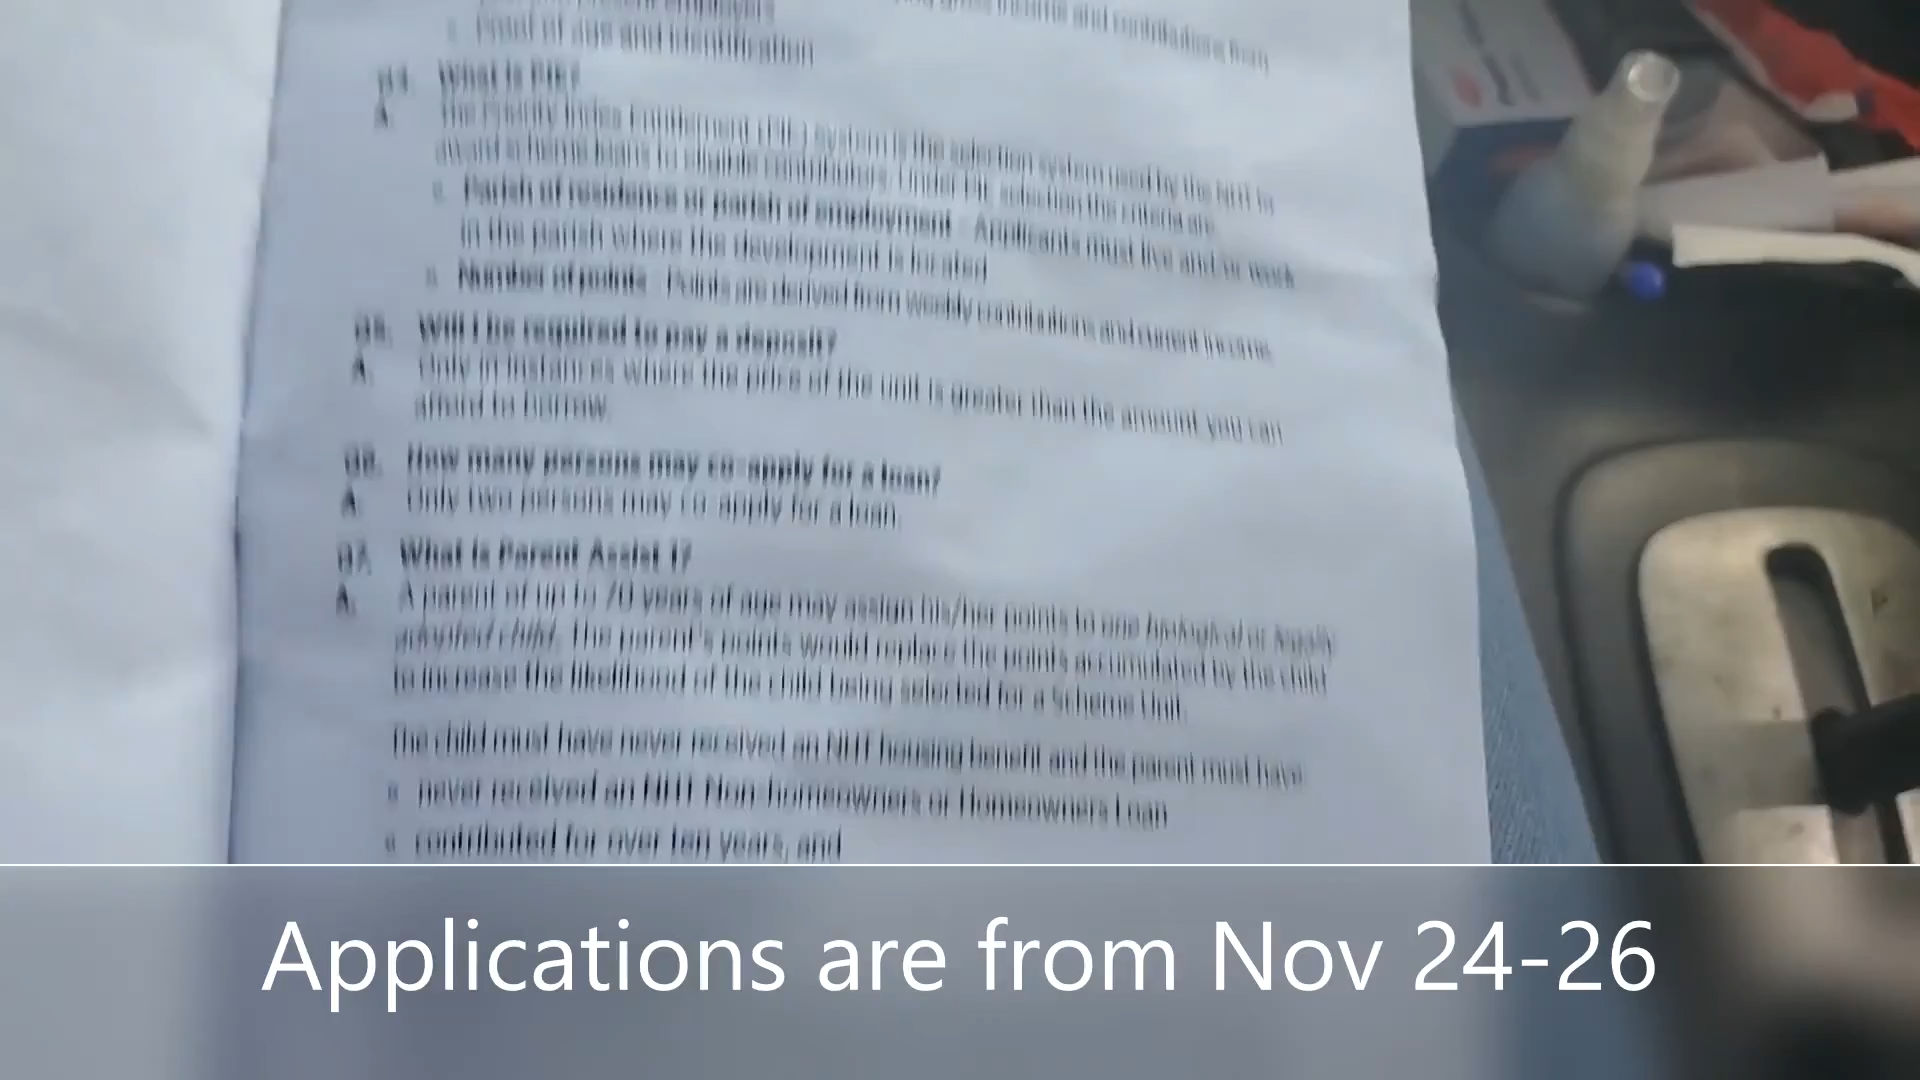 gross income and contributions from
Proof of age and identification
Q4. What is PIE?
A. The Priority Index Entitlement (PIE) system is the selection system used by the NHT to
award scheme loans to eligible contributors. Under PIE selection the criteria are
Parish of residence or parish of employment - Applicants must live and/or work
in the parish where the development is located
Number of points - Points are derived from weekly contributions and current income.
Q5. Will I be required to pay a deposit?
A. Only in instances where the price of the unit is greater than the amount you can
afford to borrow.
Q6. How many persons may co-apply for a loan?
A. Only two persons may co-apply for a loan.
Q7. What is Parent Assist 1?
A. A parent of up to 70 years of age may assign his/her points to one biological or legally
adopted child. The parent's points would replace the points accumulated by the child
to increase the likelihood of the child being selected for a Scheme Unit.
The child must have never received an NHT housing benefit and the parent must have
never received an NHT Non-homeowners or Homeowners Loan
contributed for over ten years, and
Applications are from Nov 24-26